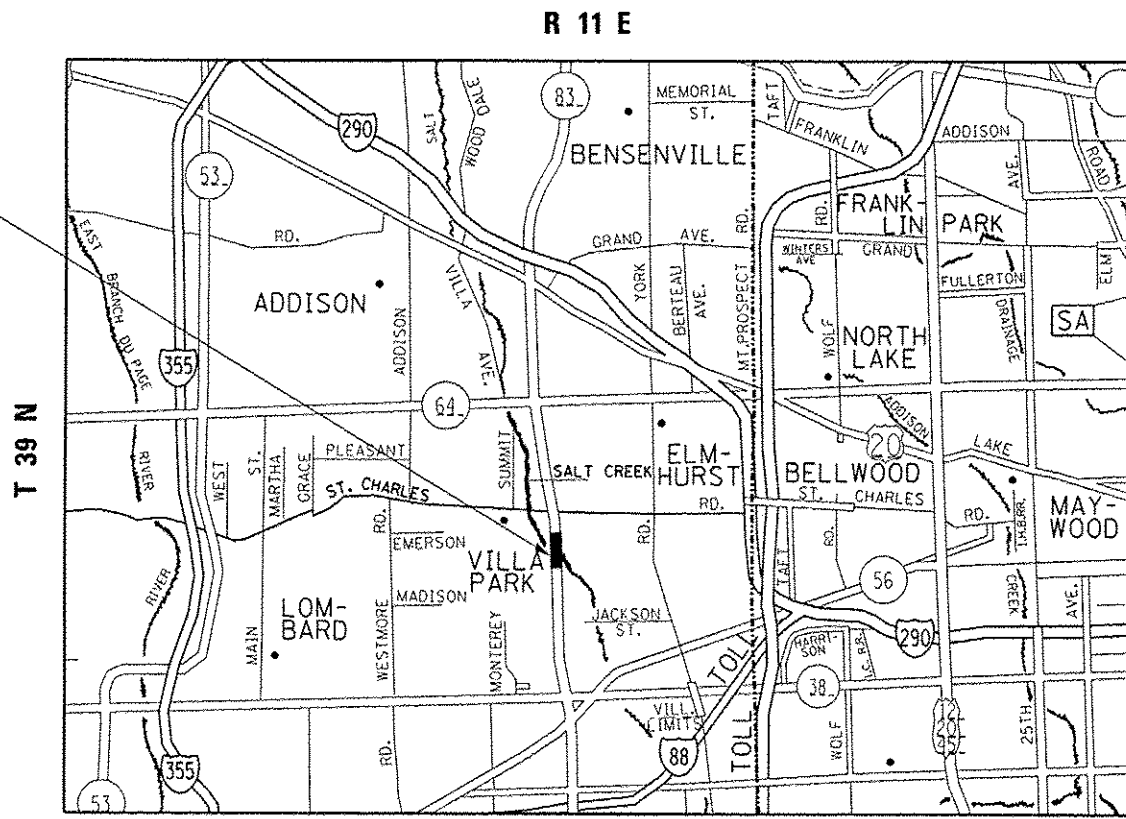 R 11 E
T 39 N
290
83
MEMORIAL
ST.
TAFT
FRANKLIN
ADDISON
AVE.
ROAD
SALT
WOOD DALE
BENSENVILLE
53
EAST
BRANCH DU PAGE
RIVER
RD.
GRAND AVE.
RD.
RD.
FRANK-
LIN PARK
WINTERS
AVE
GRAND
ELM
FULLERTON
DRAINAGE
VILLA
AVE.
YORK
BERTEAU
AVE.
MT.PROSPECT
ADDISON
ADDISON
355
WOLF
NORTH
LAKE
SA
64
ADDISON
20
LAKE
WEST
ST.
MARTHA
GRACE
PLEASANT
SUMMIT
SALT CREEK
ELM-
HURST
BELLWOOD
ST. CHARLES
RD.
ST. CHARLES
RD.
MAY-
WOOD
I.H.B.RR.
RD.
EMERSON
VILLA
PARK
RD.
TAFT
RD.
56
RIVER
LOM-
BARD
MADISON
JACKSON
ST.
CREEK
AVE.
MAIN
WESTMORE
MONTEREY
TOLL
HARRI-
SON
I.C. RR.
290
38
VILL.
LIMITS
RD.
88
TOLL
WOLF
12
20
45
25TH
355
53